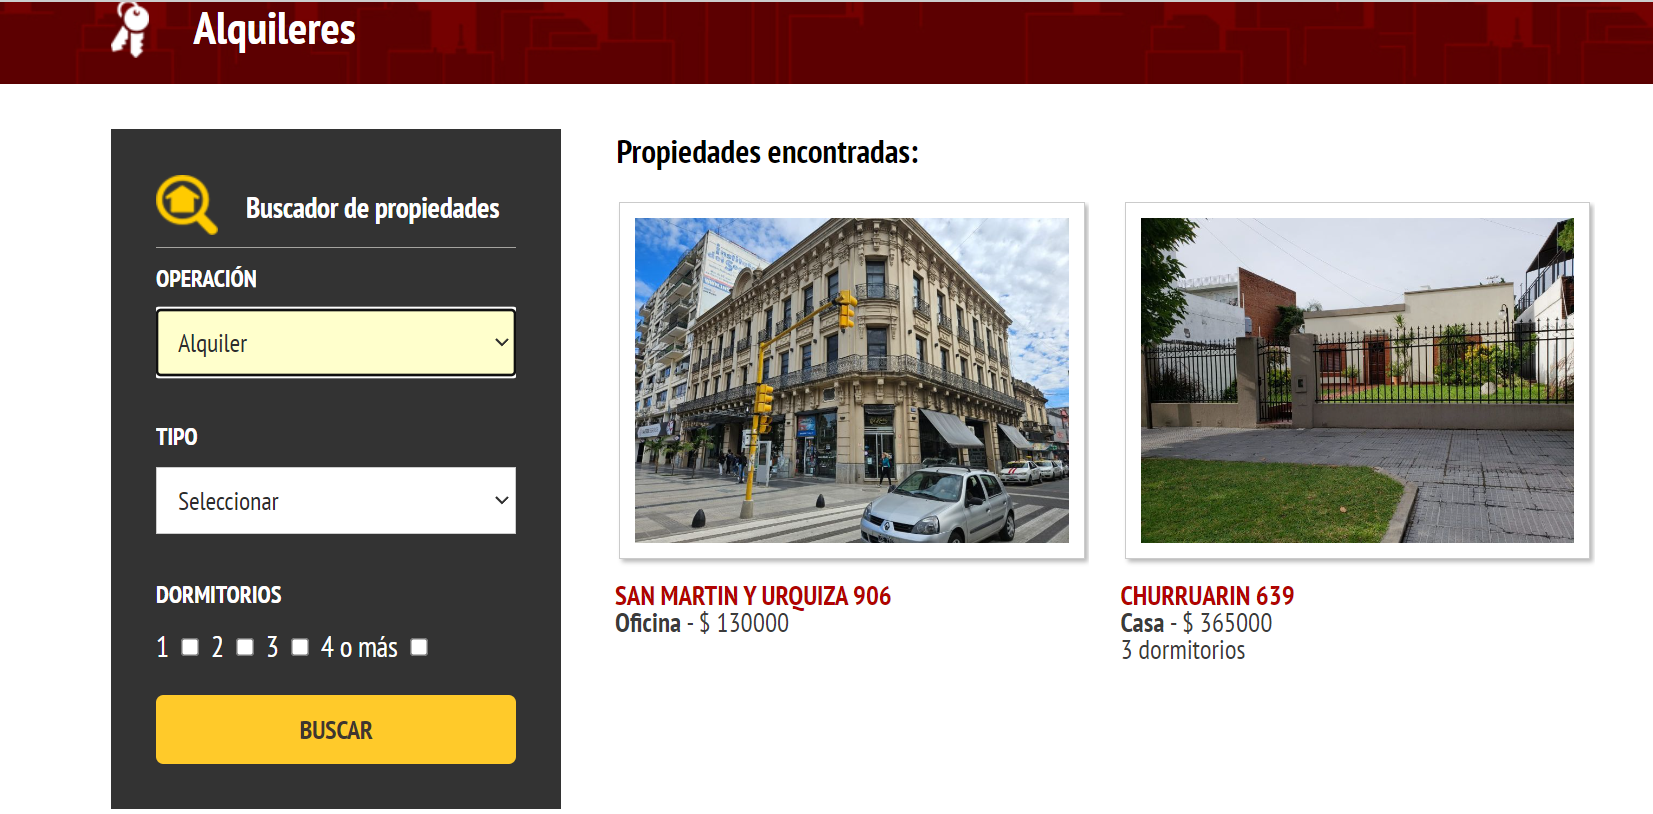 Alquileres
Buscador de propiedades
OPERACIÓN
Alquiler
TIPO
Seleccionar
DORMITORIOS
1 2 3 4 o más
BUSCAR
Propiedades encontradas:
SAN MARTIN Y URQUIZA 906
Oficina - $ 130000
CHURRUARIN 639
Casa - $ 365000
3 dormitorios